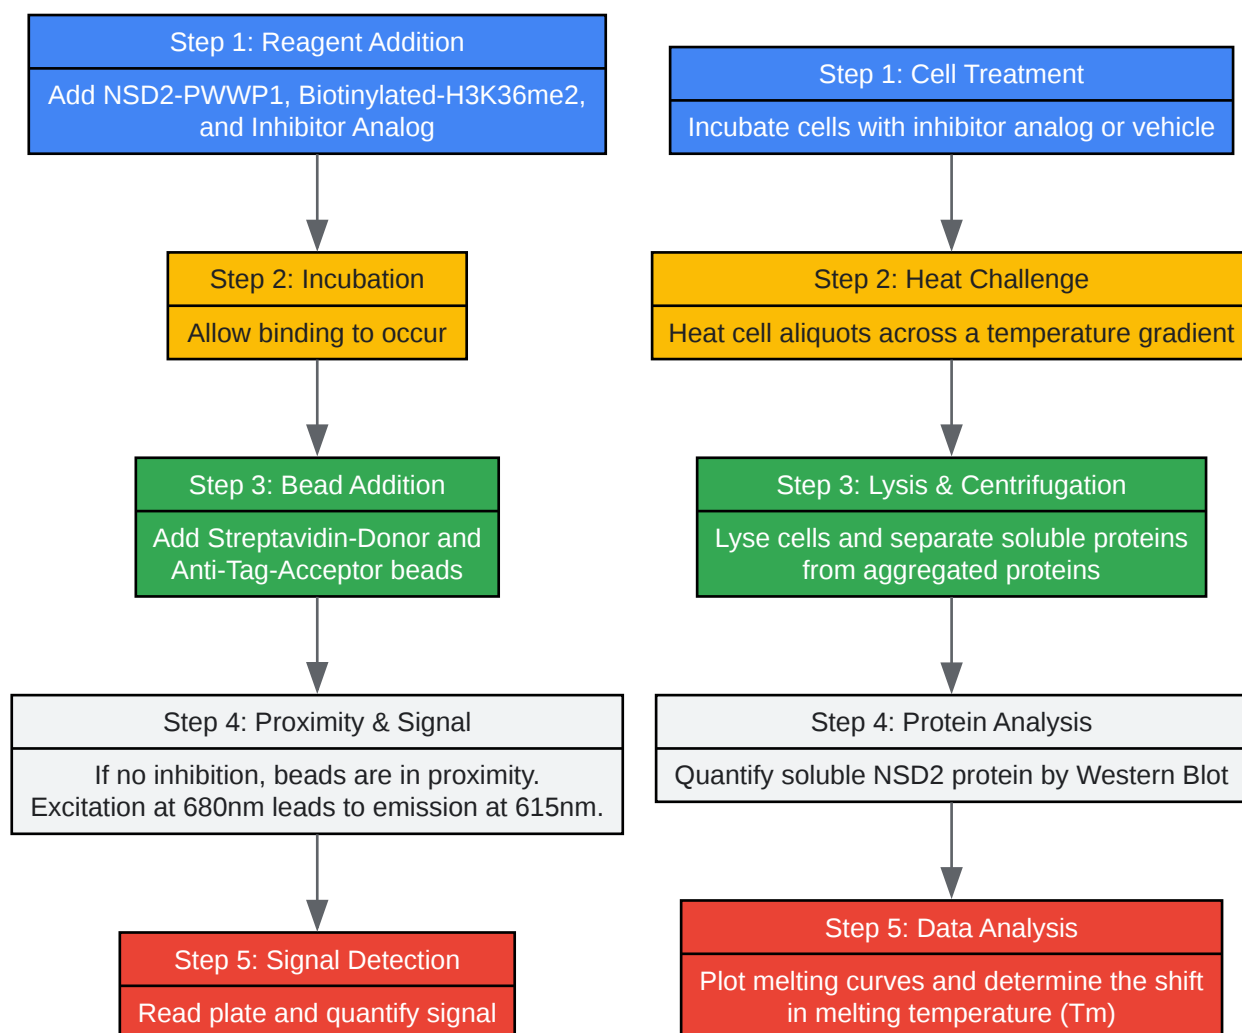 Step 1: Reagent Addition
Add NSD2-PWWP1, Biotinylated-H3K36me2,
and Inhibitor Analog
Step 2: Incubation
Allow binding to occur
Step 3: Bead Addition
Add Streptavidin-Donor and
Anti-Tag-Acceptor beads
Step 4: Proximity & Signal
If no inhibition, beads are in proximity.
Excitation at 680nm leads to emission at 615nm.
Step 5: Signal Detection
Read plate and quantify signal
Step 1: Cell Treatment
Incubate cells with inhibitor analog or vehicle
Step 2: Heat Challenge
Heat cell aliquots across a temperature gradient
Step 3: Lysis & Centrifugation
Lyse cells and separate soluble proteins
from aggregated proteins
Step 4: Protein Analysis
Quantify soluble NSD2 protein by Western Blot
Step 5: Data Analysis
Plot melting curves and determine the shift
in melting temperature (Tm)